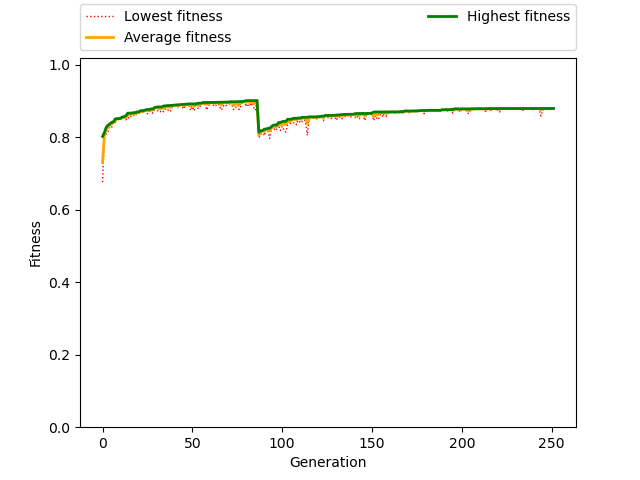 Lowest fitness
Average fitness
Highest fitness
1.0
0.8
0.6
0.4
0.2
0.0
Fitness
0 50 100 150 200 250
Generation